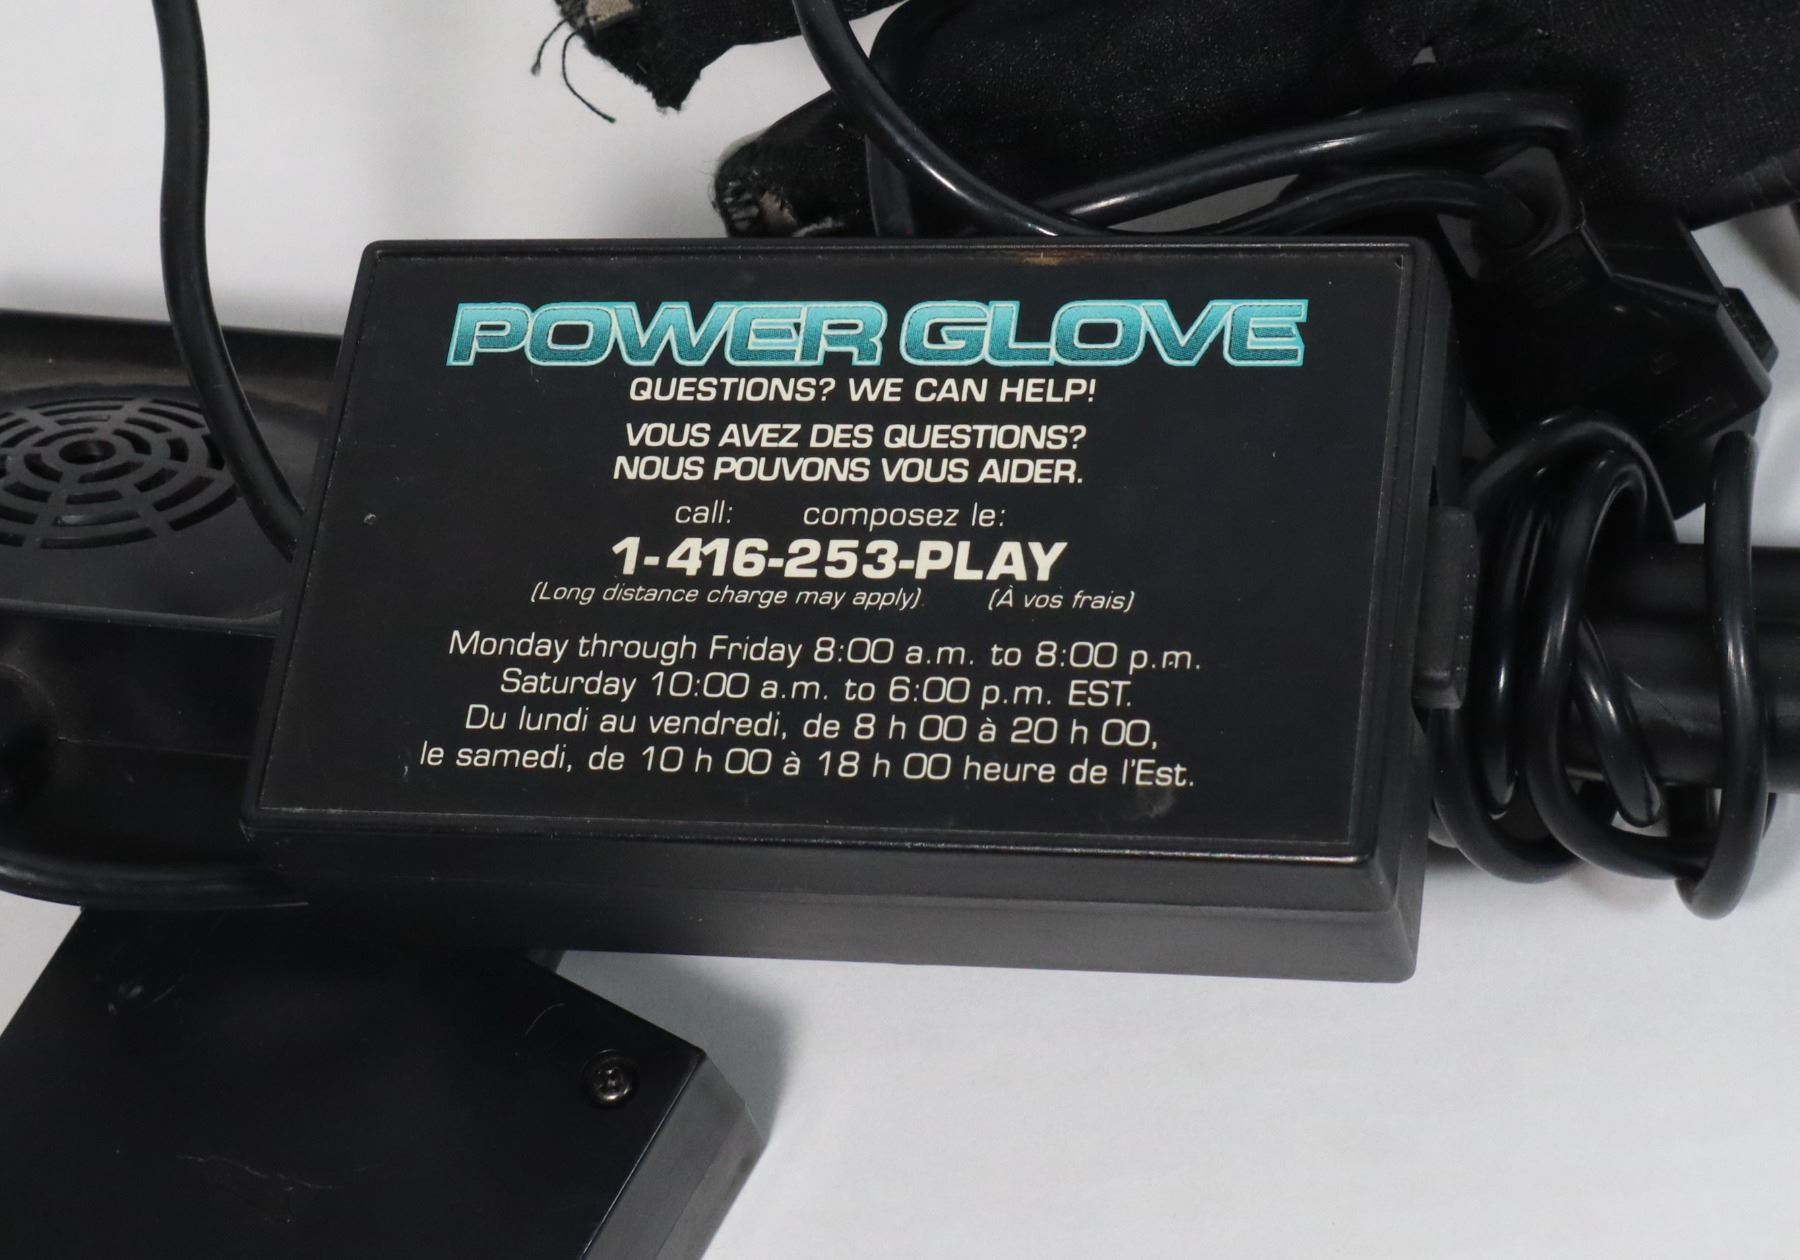 POWER GLOVE
QUESTIONS? WE CAN HELP!
VOUS AVEZ DES QUESTIONS?
NOUS POUVONS VOUS AIDER.
call: composez le:
1-416-253-PLAY
(Long distance charge may apply) (À vos frais)
Monday through Friday 8:00 a.m. to 8:00 p.m.
Saturday 10:00 a.m. to 6:00 p.m. EST.
Du lundi au vendredi, de 8 h 00 à 20 h 00,
le samedi, de 10 h 00 à 18 h 00 heure de l'Est.